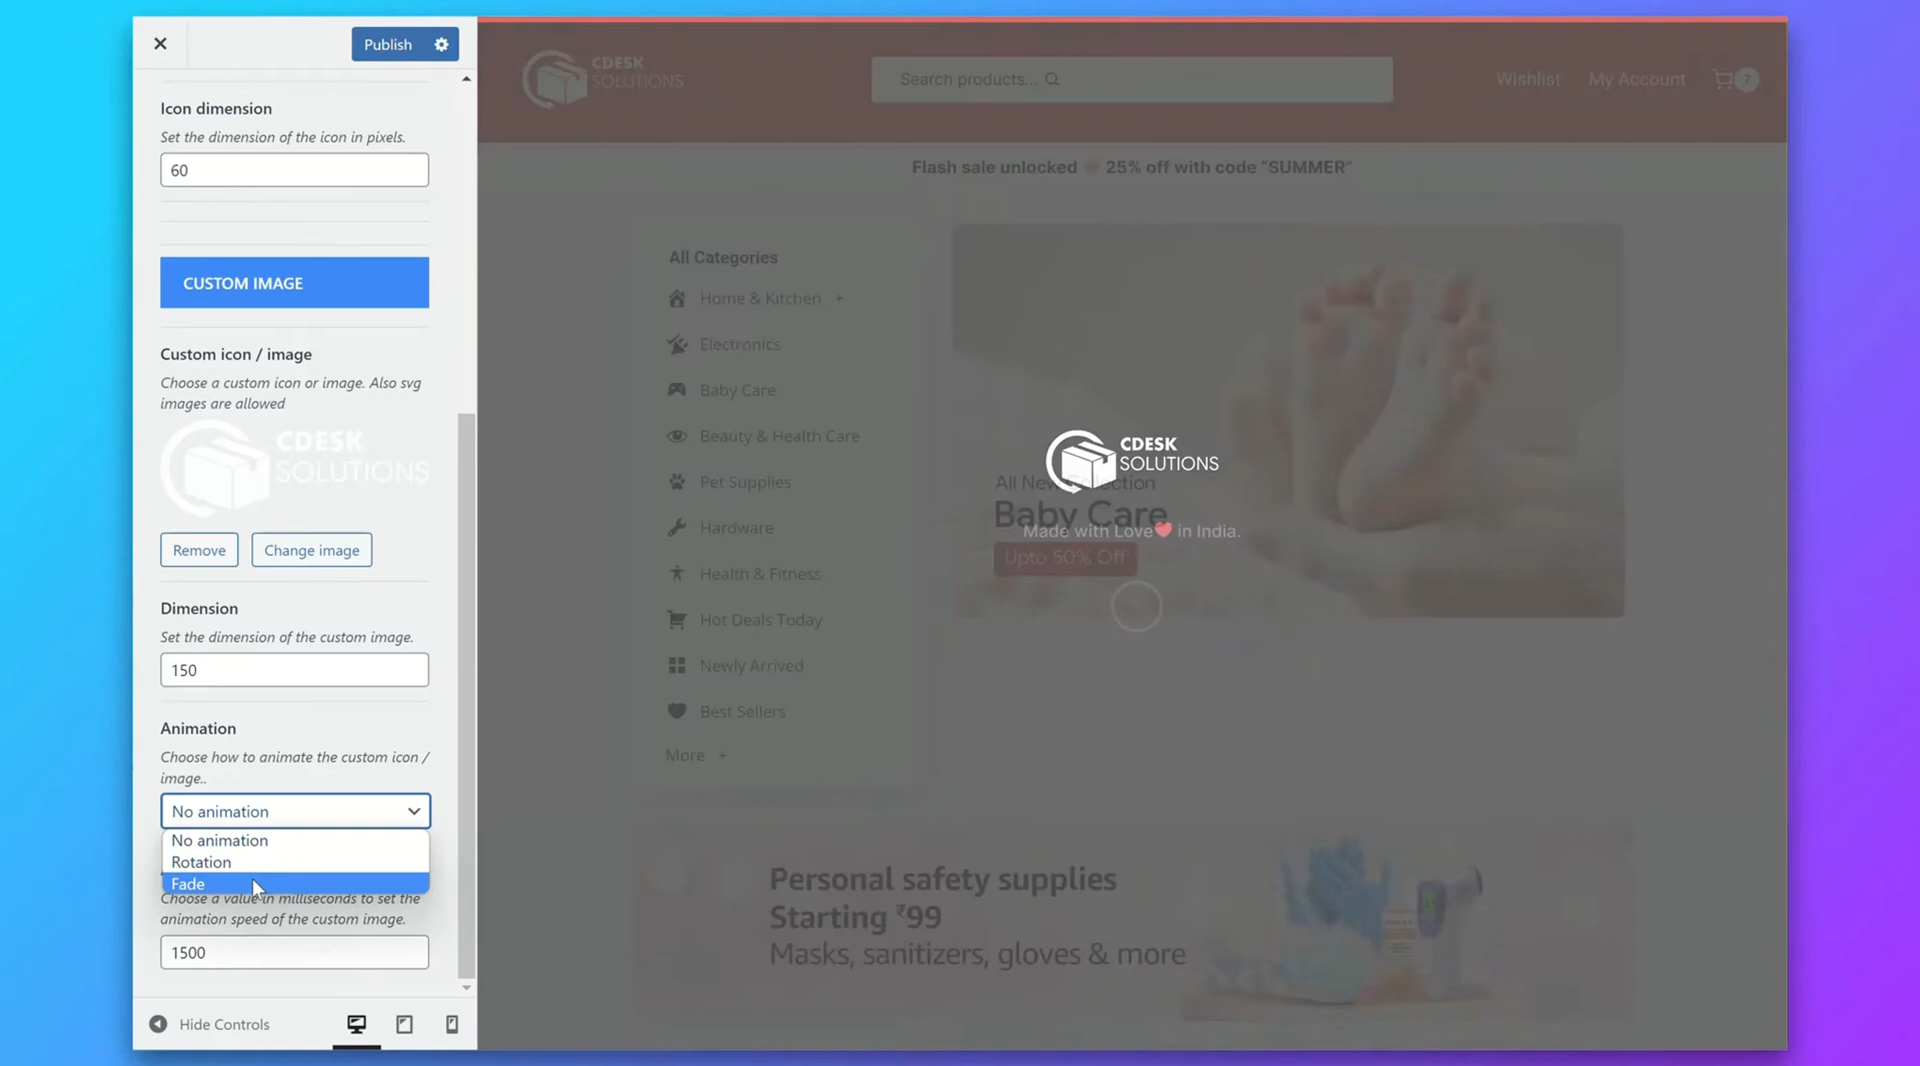 Publish
Icon dimension
Set the dimension of the icon in pixels.
60
CUSTOM IMAGE
Custom icon / image
Choose a custom icon or image. Also svg
images are allowed
CDESK
SOLUTIONS
Remove
Change image
Dimension
Set the dimension of the custom image.
150
Animation
Choose how to animate the custom icon /
image..
No animation
No animation
Rotation
Fade
Choose a value in milliseconds to set the
animation speed of the custom image.
1500
Hide Controls
CDESK
SOLUTIONS
Search products...
Wishlist
My Account
7
Flash sale unlocked 25% off with code "SUMMER"
All Categories
Home & Kitchen +
Electronics
Baby Care
Beauty & Health Care
Pet Supplies
Hardware
Health & Fitness
Hot Deals Today
Newly Arrived
Best Sellers
More +
CDESK
SOLUTIONS
All New Collection
Baby Care
Made with Love❤ in India.
Upto 50% Off
Personal safety supplies
Starting ₹99
Masks, sanitizers, gloves & more